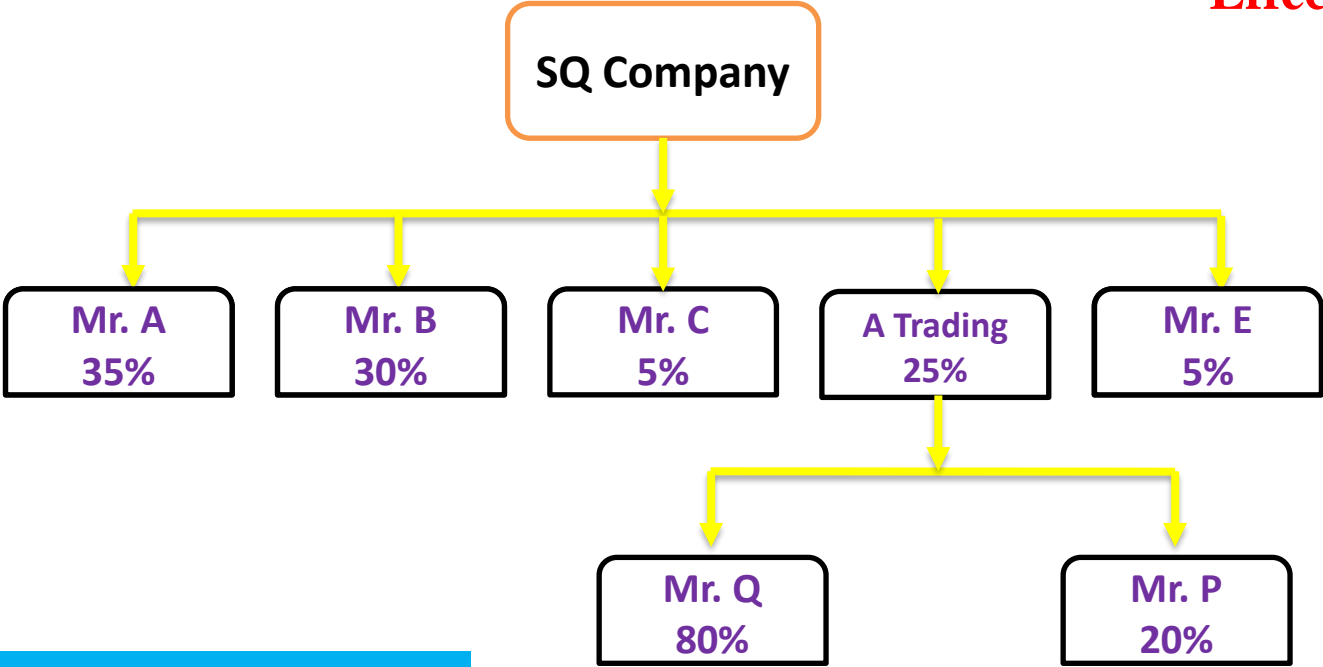 SQ Company
Mr. A
35%
Mr. B
30%
Mr. C
5%
A Trading
25%
Mr. E
5%
Mr. Q
80%
Mr. P
20%